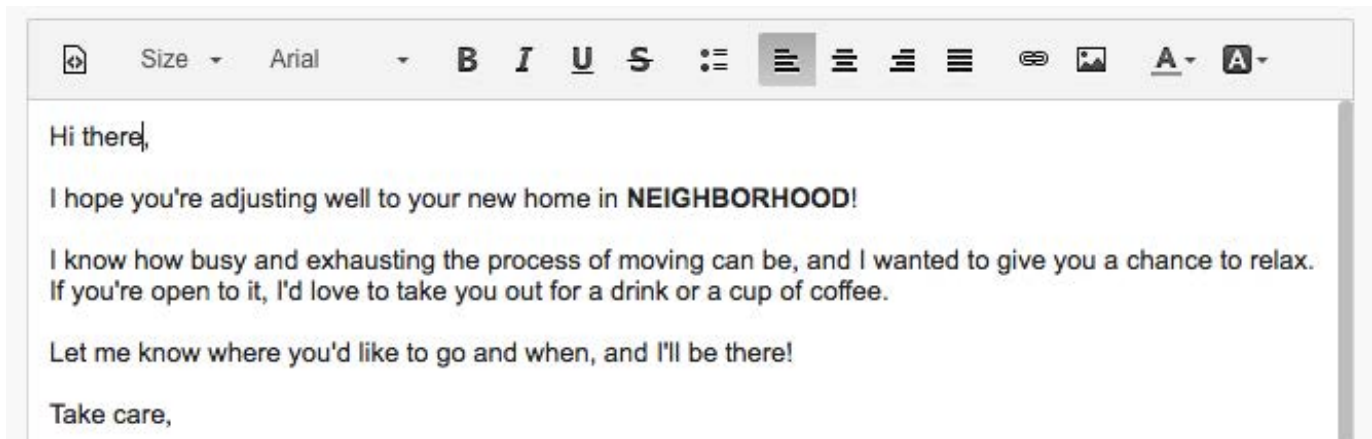 Size Arial B I U S A A
Hi there,
I hope you're adjusting well to your new home in NEIGHBORHOOD!
I know how busy and exhausting the process of moving can be, and I wanted to give you a chance to relax.
If you're open to it, I'd love to take you out for a drink or a cup of coffee.
Let me know where you'd like to go and when, and I'll be there!
Take care,